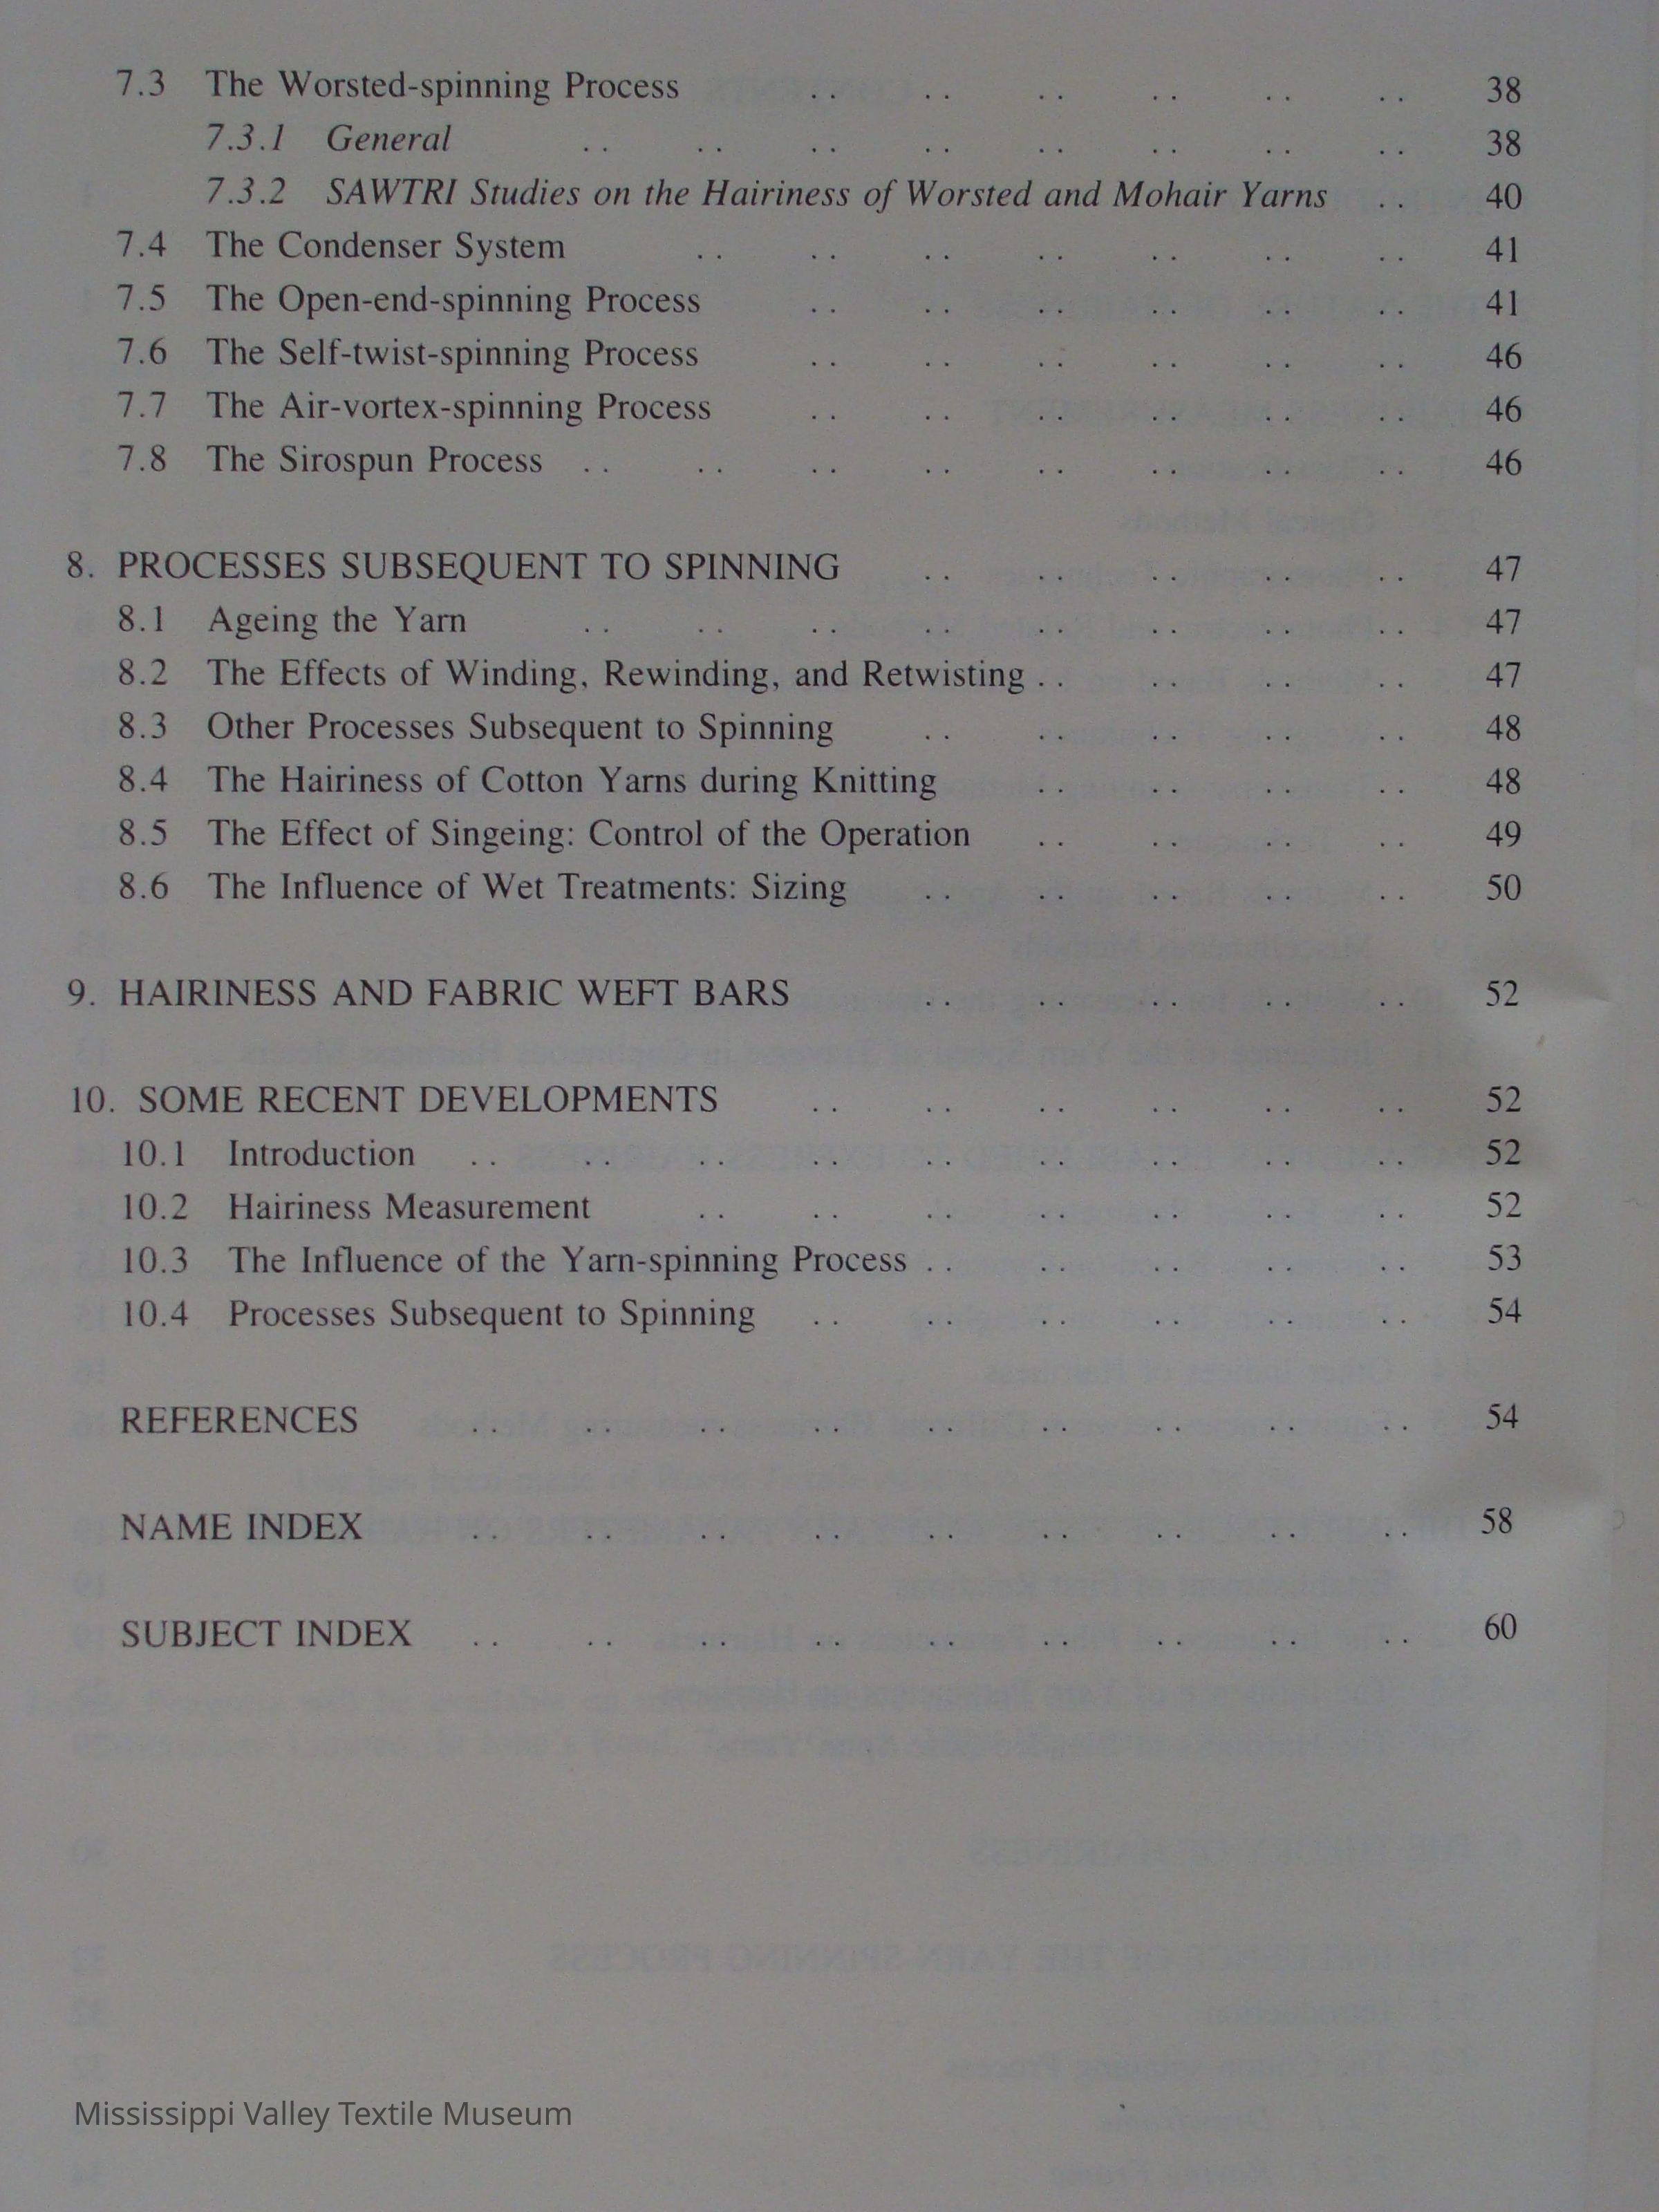 7.3 The Worsted-spinning Process .. .. .. .. .. .. 38
7.3.1 General .. .. .. .. .. .. .. .. 38
7.3.2 SAWTRI Studies on the Hairiness of Worsted and Mohair Yarns .. 40
7.4 The Condenser System .. .. .. .. .. .. .. 41
7.5 The Open-end-spinning Process .. .. .. .. .. .. 41
7.6 The Self-twist-spinning Process .. .. .. .. .. .. 46
7.7 The Air-vortex-spinning Process .. .. .. .. .. .. 46
7.8 The Sirospun Process .. .. .. .. .. .. .. .. 46
8. PROCESSES SUBSEQUENT TO SPINNING .. .. .. .. .. 47
8.1 Ageing the Yarn .. .. .. .. .. .. .. .. 47
8.2 The Effects of Winding, Rewinding, and Retwisting .. .. .. .. 47
8.3 Other Processes Subsequent to Spinning .. .. .. .. .. 48
8.4 The Hairiness of Cotton Yarns during Knitting .. .. .. .. 48
8.5 The Effect of Singeing: Control of the Operation .. .. .. .. 49
8.6 The Influence of Wet Treatments: Sizing .. .. .. .. .. 50
9. HAIRINESS AND FABRIC WEFT BARS .. .. .. .. .. 52
10. SOME RECENT DEVELOPMENTS .. .. .. .. .. .. 52
10.1 Introduction .. .. .. .. .. .. .. .. .. 52
10.2 Hairiness Measurement .. .. .. .. .. .. .. 52
10.3 The Influence of the Yarn-spinning Process .. .. .. .. .. 53
10.4 Processes Subsequent to Spinning .. .. .. .. .. .. 54
REFERENCES .. .. .. .. .. .. .. .. .. 54
NAME INDEX .. .. .. .. .. .. .. .. .. 58
SUBJECT INDEX .. .. .. .. .. .. .. .. .. 60
Mississippi Valley Textile Museum